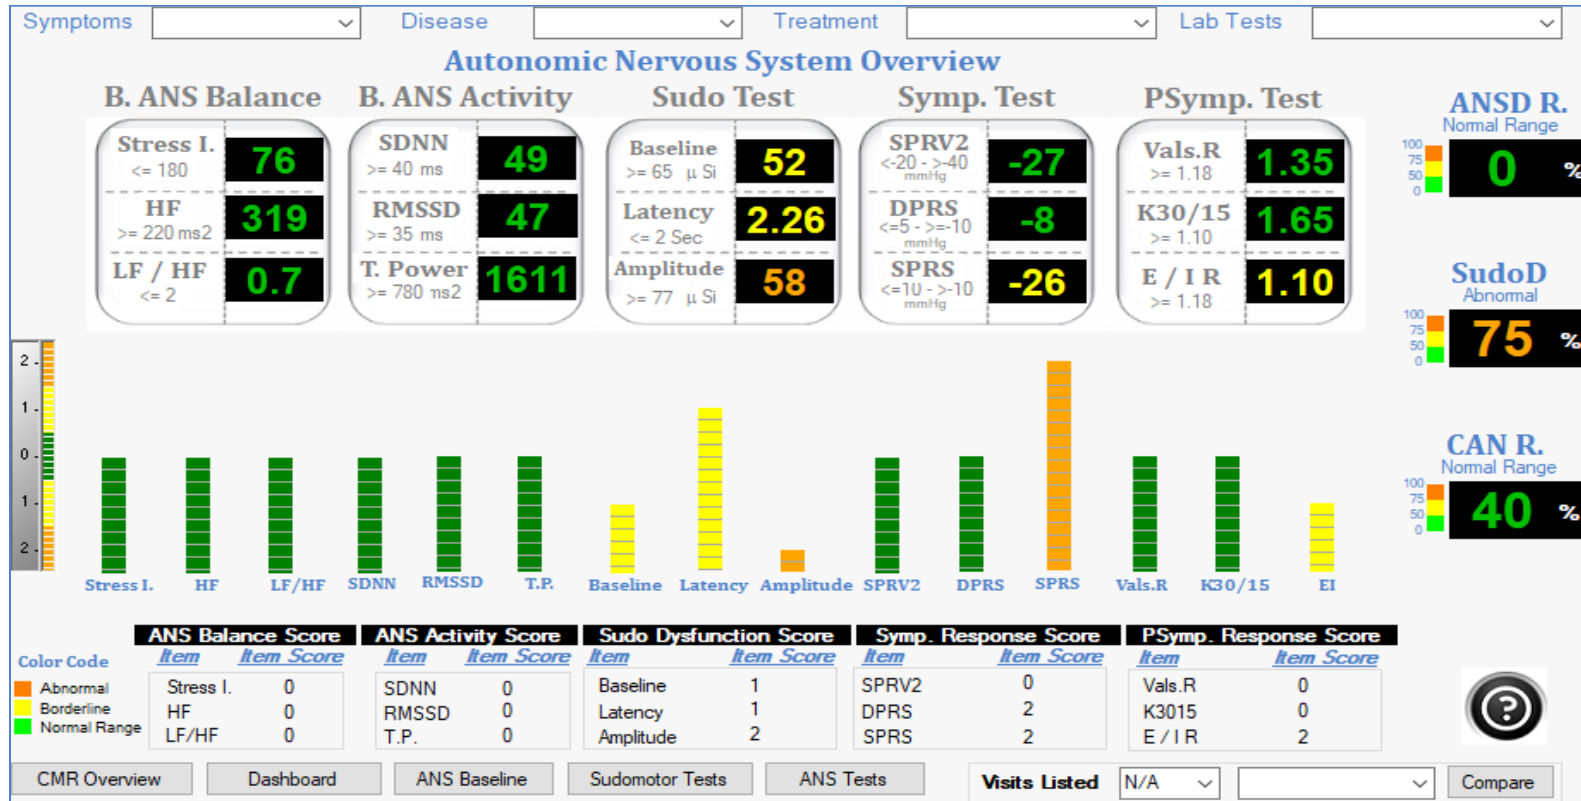 Symptoms Disease Treatment Lab Tests
Autonomic Nervous System Overview
B. ANS Balance B. ANS Activity Sudo Test Symp. Test PSymp. Test
Stress I. 76
<= 180
HF 319
>= 220 ms2
LF / HF 0.7
<= 2
SDNN 49
>= 40 ms
RMSSD 47
>= 35 ms
T. Power 1611
>= 780 ms2
Baseline 52
>= 65 μ Si
Latency 2.26
<= 2 Sec
Amplitude 58
>= 77 μ Si
SPRV2 -27
<-20 - >-40
mmHg
DPRS -8
<=5 - >=-10
mmHg
SPRS -26
<=10 - >-10
mmHg
Vals.R 1.35
>= 1.18
K30/15 1.65
>= 1.10
E / I R 1.10
>= 1.18
ANSD R.
Normal Range
100
75
50
0
0 %
SudoD
Abnormal
100
75
50
0
75 %
CAN R.
Normal Range
100
75
50
0
40 %
2 -
1 -
0 -
1 -
2 -
Stress I. HF LF/HF SDNN RMSSD T.P. Baseline Latency Amplitude SPRV2 DPRS SPRS Vals.R K30/15 EI
Color Code
Abnormal
Borderline
Normal Range
ANS Balance Score
Item Item Score
Stress I. 0
HF 0
LF/HF 0
ANS Activity Score
Item Item Score
SDNN 0
RMSSD 0
T.P. 0
Sudo Dysfunction Score
Item Item Score
Baseline 1
Latency 1
Amplitude 2
Symp. Response Score
Item Item Score
SPRV2 0
DPRS 2
SPRS 2
PSymp. Response Score
Item Item Score
Vals.R 0
K3015 0
E / I R 2
?
CMR Overview Dashboard ANS Baseline Sudomotor Tests ANS Tests Visits Listed N/A Compare